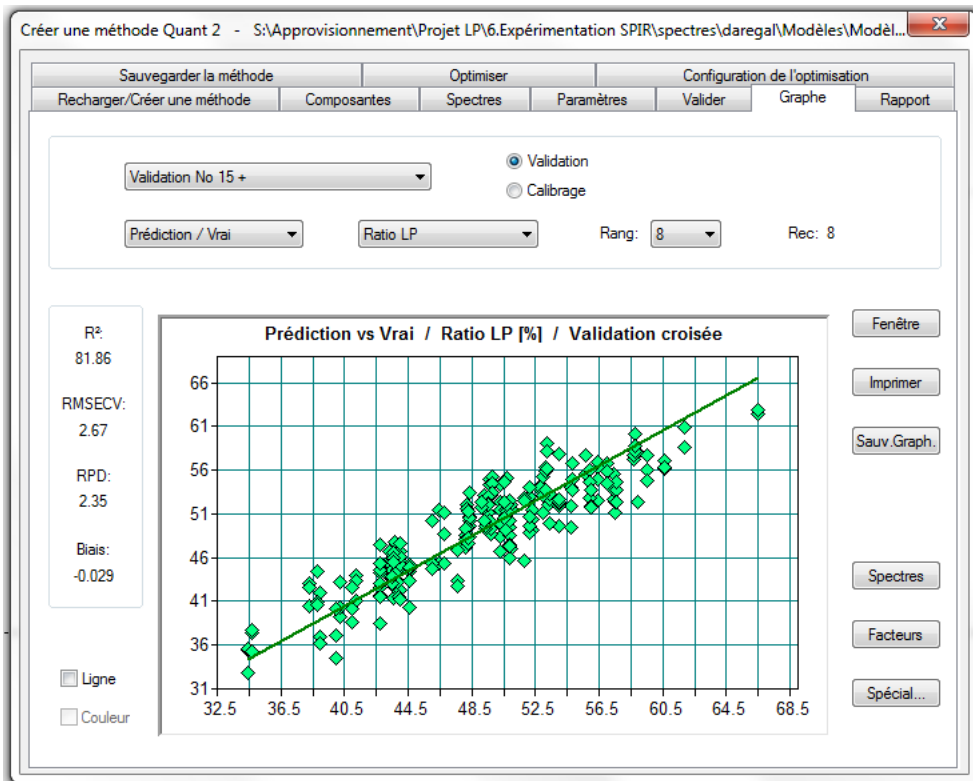 Créer une méthode Quant 2 - S:\Approvisionnement\Projet LP\6.Expérimentation SPIR\spectres\daregal\Modèles\Modèl...
Sauvegarder la méthode Optimiser Configuration de l'optimisation
Recharger/Créer une méthode Composantes Spectres Paramètres Valider Graphe Rapport
Validation No 15 +
Validation
Calibrage
Prédiction / Vrai Ratio LP Rang: 8 Rec: 8
R²:
81.86
RMSECV:
2.67
RPD:
2.35
Biais:
-0.029
Ligne
Couleur
Prédiction vs Vrai / Ratio LP [%] / Validation croisée
66
61
56
51
46
41
36
31
32.5 36.5 40.5 44.5 48.5 52.5 56.5 60.5 64.5 68.5
Fenêtre
Imprimer
Sauv.Graph.
Spectres
Facteurs
Spécial...